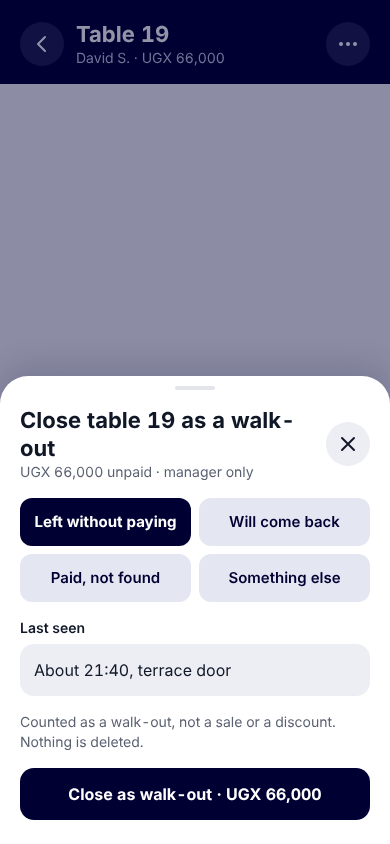 Table 19
David S. · UGX 66,000
Close table 19 as a walk-
out
UGX 66,000 unpaid · manager only
Left without paying
Will come back
Paid, not found
Something else
Last seen
About 21:40, terrace door
Counted as a walk-out, not a sale or a discount.
Nothing is deleted.
Close as walk-out · UGX 66,000